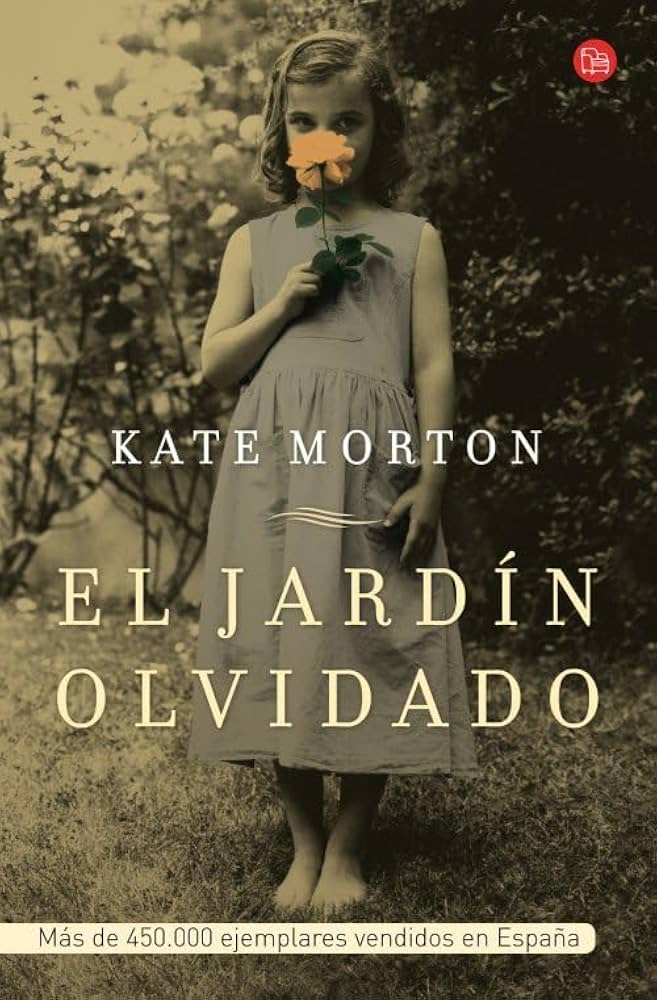 KATE MORTON
EL JARDÍN
OLVIDADO
Más de 450.000 ejemplares vendidos en España